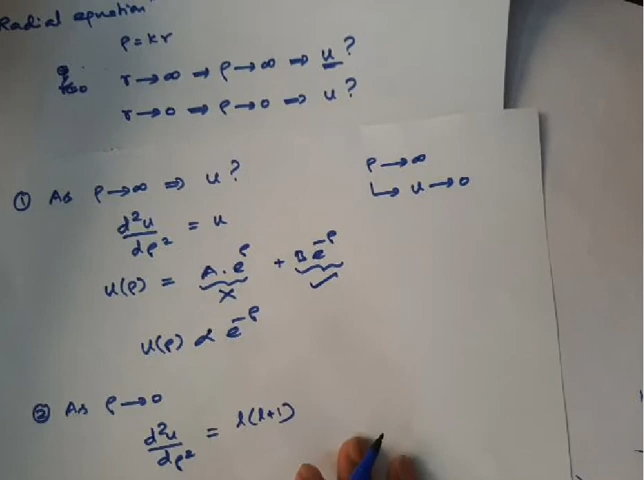 Radial equation
ρ = kr
r → ∞ → ρ → ∞ → u ?
r → 0 → ρ → 0 → u ?
① As ρ → ∞ ⇒ u ?
d²u/dρ² = u
u(ρ) = A.e^ρ + Be^-ρ
X ✓
u(ρ) α e^-ρ
ρ → ∞
↳ u → 0
② As ρ → 0
d²u/dρ² = l(l+1)